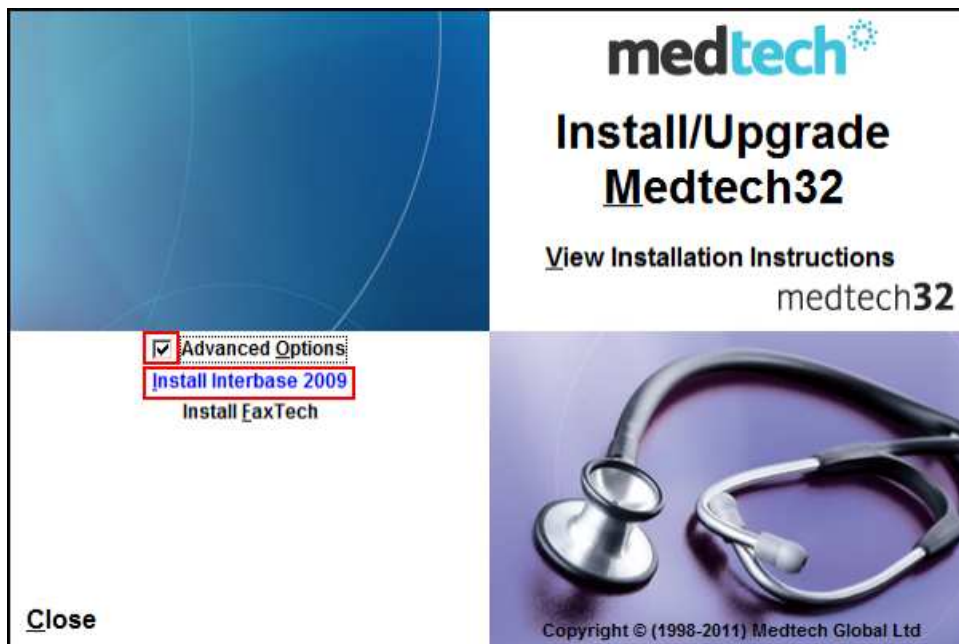 medtech
Install/Upgrade
Medtech32
View Installation Instructions
medtech32
Advanced Options
Install Interbase 2009
Install FaxTech
Close
Copyright © (1998-2011) Medtech Global Ltd